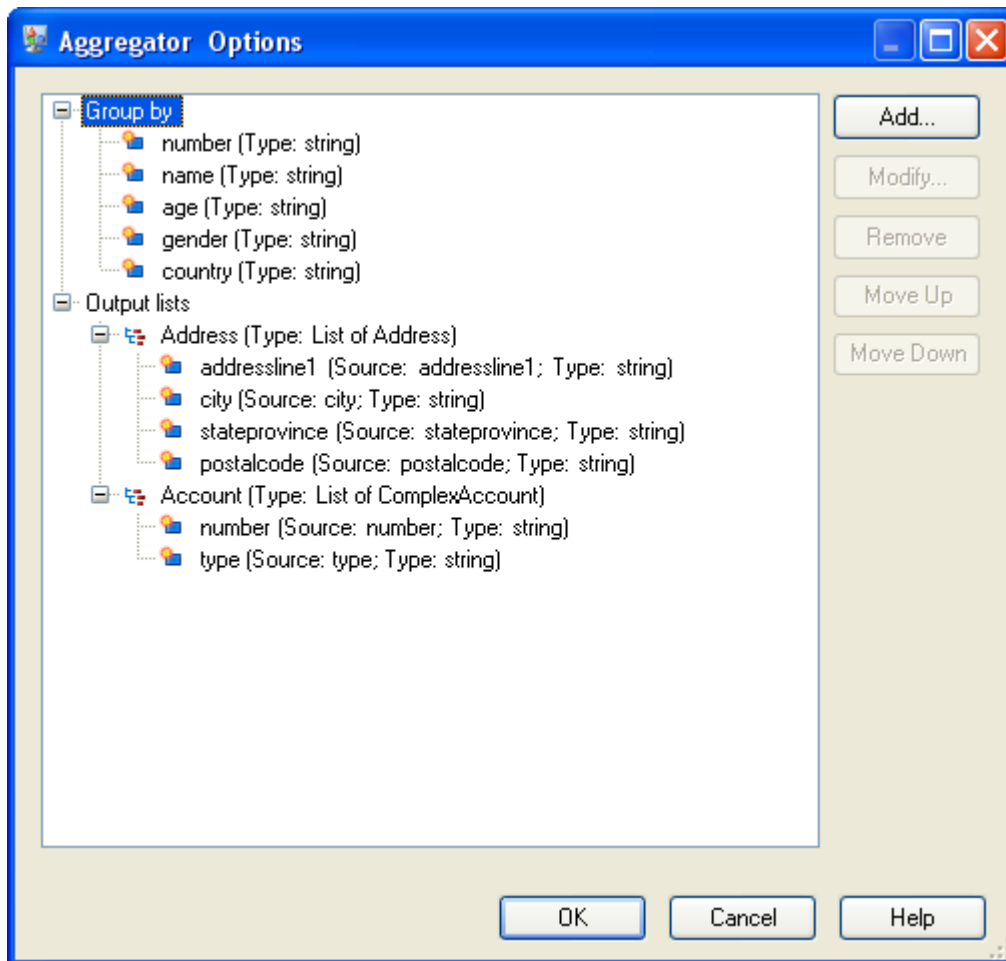 Aggregator Options
Group by
number (Type: string)
name (Type: string)
age (Type: string)
gender (Type: string)
country (Type: string)
Output lists
Address (Type: List of Address)
addressline1 (Source: addressline1; Type: string)
city (Source: city; Type: string)
stateprovince (Source: stateprovince; Type: string)
postalcode (Source: postalcode; Type: string)
Account (Type: List of ComplexAccount)
number (Source: number; Type: string)
type (Source: type; Type: string)
Add...
Modify...
Remove
Move Up
Move Down
OK
Cancel
Help